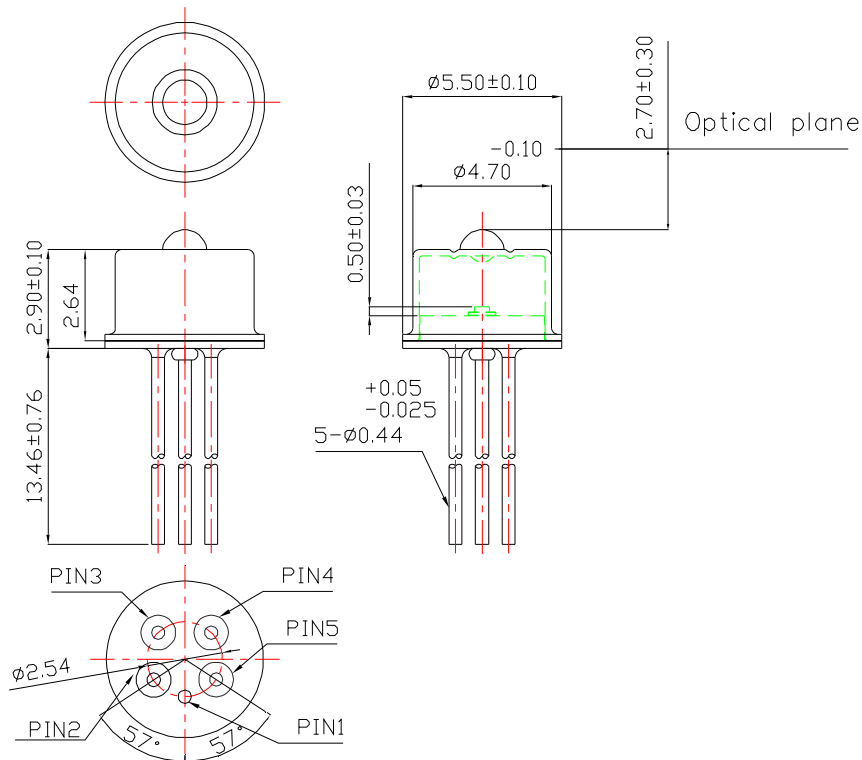 2.70±0.30
ø5.50±0.10
Optical plane
-0.10
ø4.70
0.50±0.03
2.90±0.10
2.64
+0.05
-0.025
5-ø0.44
13.46±0.76
PIN3
PIN4
PIN5
ø2.54
PIN2
PIN1
57°
57°